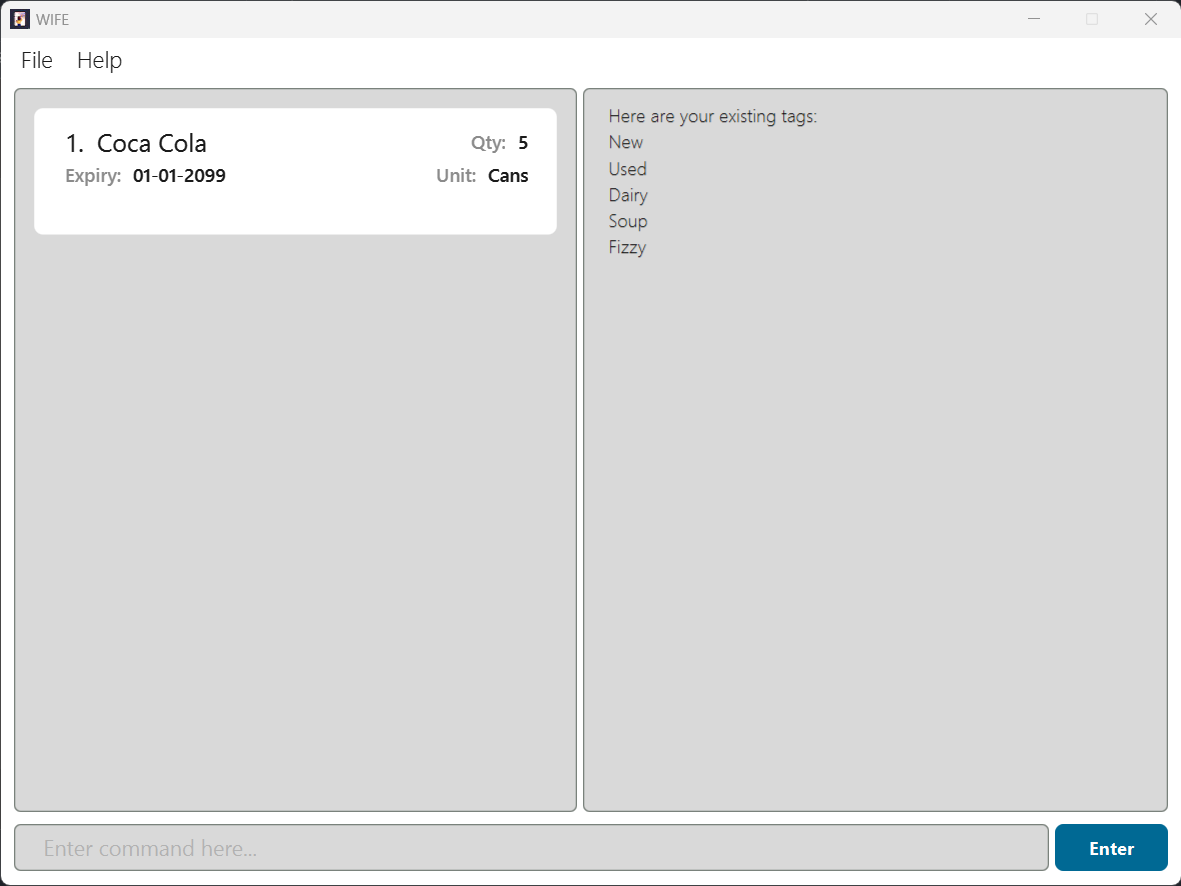 WIFE
File Help
1. Coca Cola
Qty: 5
Expiry: 01-01-2099
Unit: Cans
Here are your existing tags:
New
Used
Dairy
Soup
Fizzy
Enter command here...
Enter